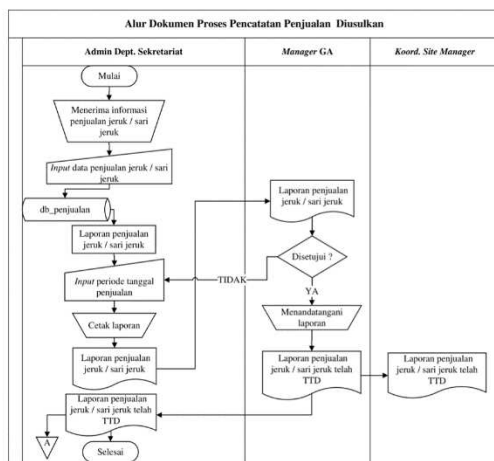 Alur Dokumen Proses Pencatatan Penjualan Diusulkan
Admin Dept. Sekretariat
Manager GA
Koord. Site Manager
Mulai
Menerima informasi
penjualan jeruk / sari
jeruk
Input data penjualan jeruk / sari
jeruk
db_penjualan
Laporan penjualan
jeruk / sari jeruk
Input periode tanggal
penjualan
Cetak laporan
Laporan penjualan
jeruk / sari jeruk
Laporan penjualan
jeruk / sari jeruk telah
TTD
A
Selesai
Laporan penjualan
jeruk / sari jeruk
Disetujui ?
TIDAK
YA
Menandatangani
laporan
Laporan penjualan
jeruk / sari jeruk telah
TTD
Laporan penjualan
jeruk / sari jeruk telah
TTD